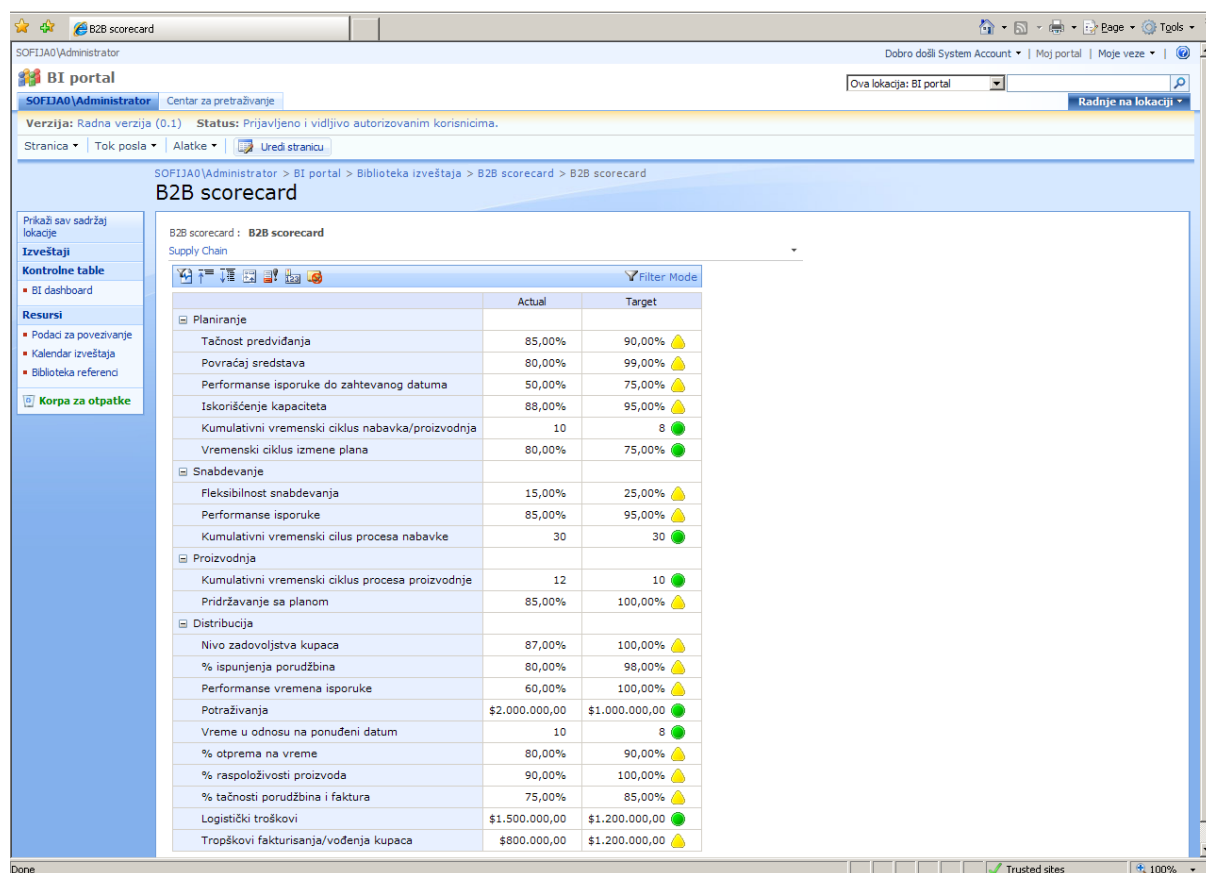 B2B scorecard
Page Tools
SOFIJA0\Administrator
Dobro došli System Account | Moj portal | Moje veze |
BI portal
Ova lokacija: BI portal
SOFIJA0\Administrator Centar za pretraživanje
Radnje na lokaciji
Verzija: Radna verzija (0.1) Status: Prijavljeno i vidljivo autorizovanim korisnicima.
Stranica | Tok posla | Alatke | Uredi stranicu
SOFIJA0\Administrator > BI portal > Biblioteka izveštaja > B2B scorecard > B2B scorecard
B2B scorecard
Prikaži sav sadržaj
lokacije
Izveštaji
Kontrolne table
BI dashboard
Resursi
Podaci za povezivanje
Kalendar izveštaja
Biblioteka referenci
Korpa za otpatke
B2B scorecard : B2B scorecard
Supply Chain
Filter Mode
Actual Target
Planiranje
Tačnost predviđanja 85,00% 90,00%
Povraćaj sredstava 80,00% 99,00%
Performanse isporuke do zahtevanog datuma 50,00% 75,00%
Iskorišćenje kapaciteta 88,00% 95,00%
Kumulativni vremenski ciklus nabavka/proizvodnja 10 8
Vremenski ciklus izmene plana 80,00% 75,00%
Snabdevanje
Fleksibilnost snabdevanja 15,00% 25,00%
Performanse isporuke 85,00% 95,00%
Kumulativni vremenski cilus procesa nabavke 30 30
Proizvodnja
Kumulativni vremenski ciklus procesa proizvodnje 12 10
Pridržavanje sa planom 85,00% 100,00%
Distribucija
Nivo zadovoljstva kupaca 87,00% 100,00%
% ispunjenja porudžbina 80,00% 98,00%
Performanse vremena isporuke 60,00% 100,00%
Potraživanja $2.000.000,00 $1.000.000,00
Vreme u odnosu na ponuđeni datum 10 8
% otprema na vreme 80,00% 90,00%
% raspoloživosti proizvoda 90,00% 100,00%
% tačnosti porudžbina i faktura 75,00% 85,00%
Logistički troškovi $1.500.000,00 $1.200.000,00
Tropškovi fakturisanja/vođenja kupaca $800.000,00 $1.200.000,00
Done Trusted sites 100%